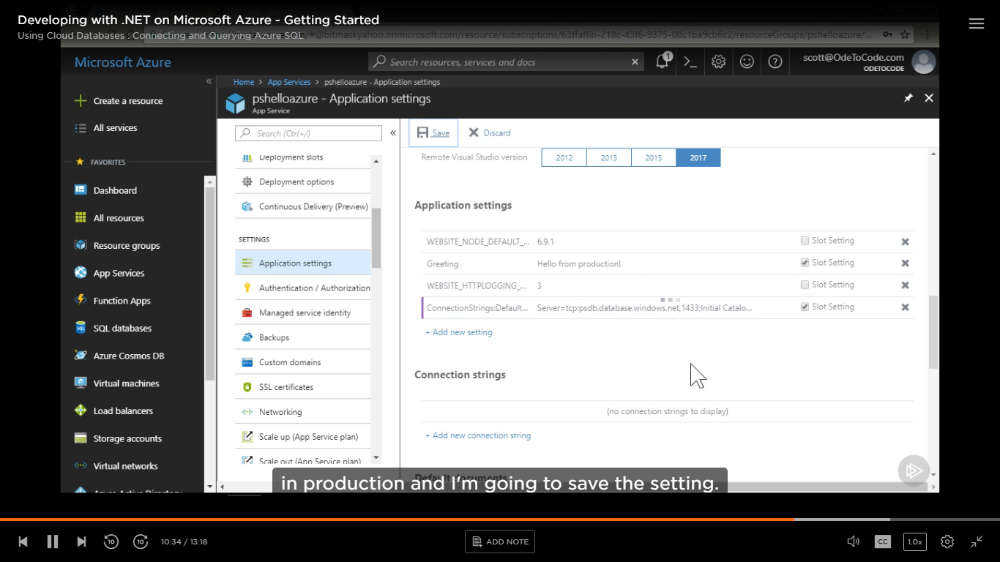 Developing with .NET on Microsoft Azure - Getting Started
Using Cloud Databases : Connecting and Querying Azure SQL
#@bitmaskyahoo.onmicrosoft.com/resource/subscriptions/63ffaf6b-218c-43f6-9375-08c1ba9cb6c2/resourceGroups/pshelloazure/...
Microsoft Azure
Search resources, services and docs
1
scott@OdeToCode.com
ODETOCODE
Home > App Services > pshelloazure - Application settings
pshelloazure - Application settings
App Service
Create a resource
All services
FAVORITES
Dashboard
All resources
Resource groups
App Services
Function Apps
SQL databases
Azure Cosmos DB
Virtual machines
Load balancers
Storage accounts
Virtual networks
Azure Active Directory
Search (Ctrl+/)
Deployment slots
Deployment options
Continuous Delivery (Preview)
SETTINGS
Application settings
Authentication / Authorization
Managed service identity
Backups
Custom domains
SSL certificates
Networking
Scale up (App Service plan)
Scale out (App Service plan)
Save
Discard
Remote Visual Studio version 2012 2013 2015 2017
Application settings
WEBSITE_NODE_DEFAULT_... 6.9.1 Slot Setting
Greeting Hello from production! Slot Setting
WEBSITE_HTTPLOGGING_... 3 Slot Setting
ConnectionStrings:Default... Server=tcp:psdb.database.windows.net,1433;Initial Catalo... Slot Setting
+ Add new setting
Connection strings
(no connection strings to display)
+ Add new connection string
Default documents
in production and I'm going to save the setting.
10 10 10:34 / 13:18
ADD NOTE
CC 1.0x